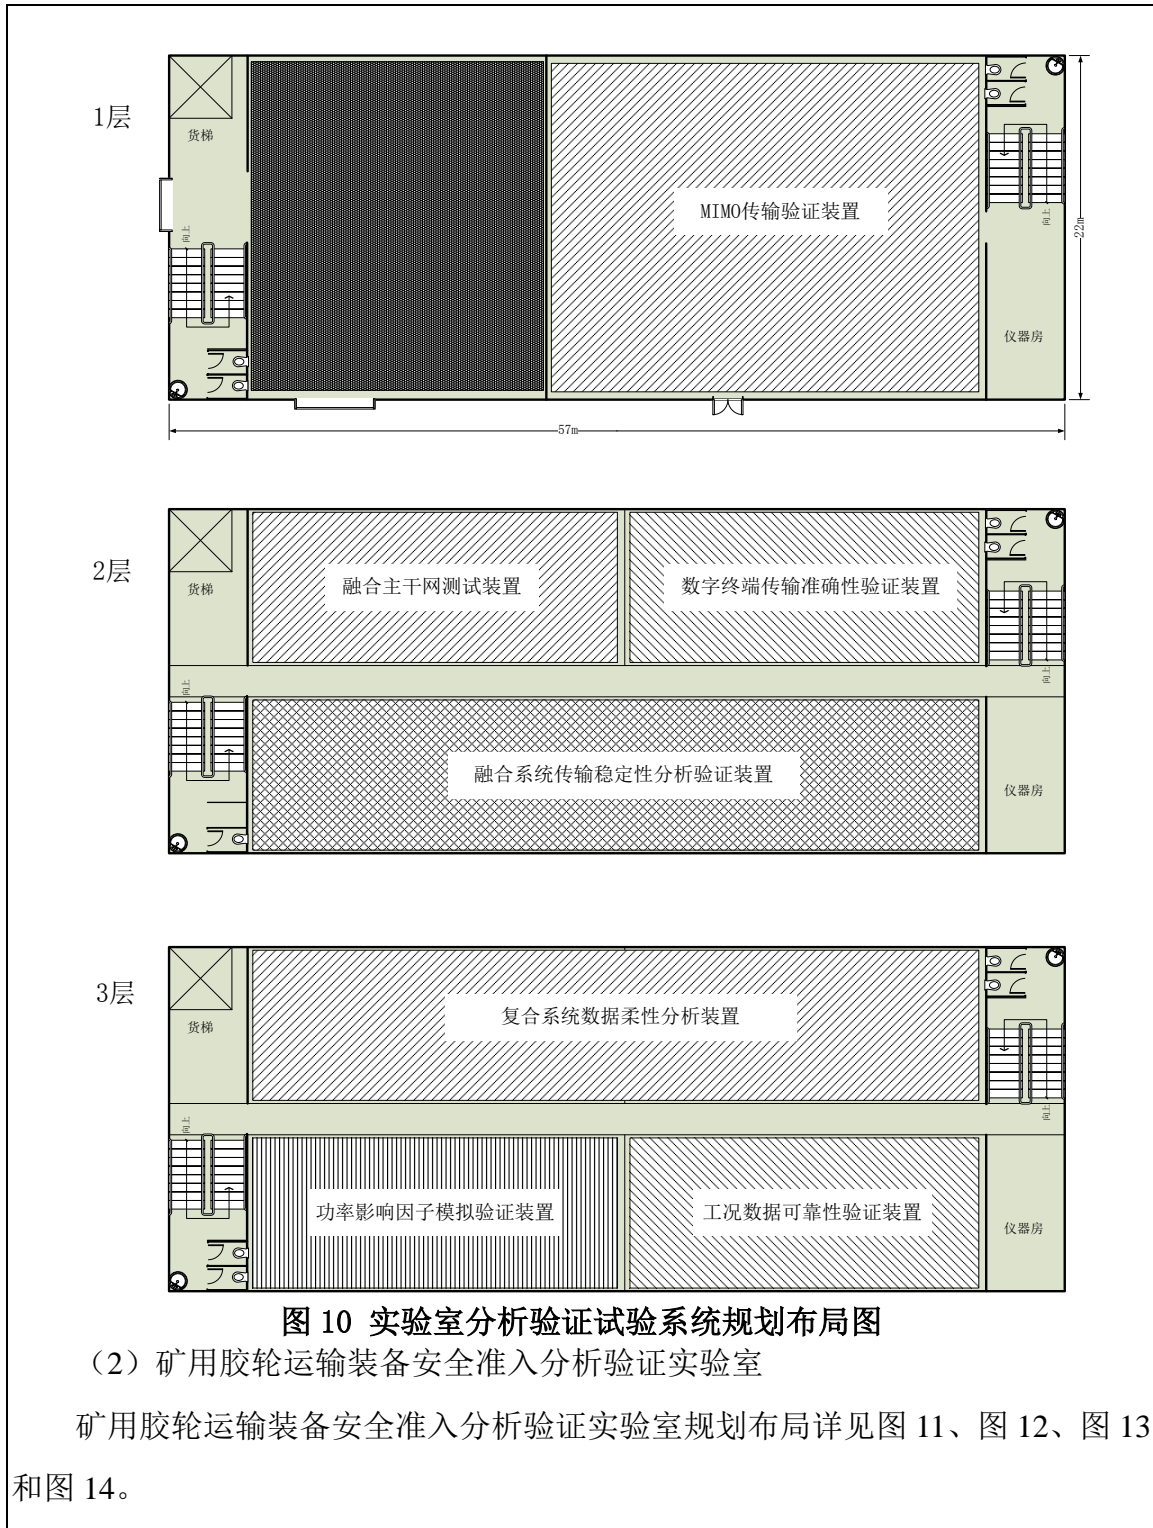 1层
货梯
MIMO传输验证装置
向上
向上
22m
仪器房
57m
2层
货梯
融合主干网测试装置
数字终端传输准确性验证装置
向上
向上
融合系统传输稳定性分析验证装置
仪器房
3层
货梯
复合系统数据柔性分析装置
向上
向上
功率影响因子模拟验证装置
工况数据可靠性验证装置
仪器房
图 10 实验室分析验证试验系统规划布局图
（2）矿用胶轮运输装备安全准入分析验证实验室
矿用胶轮运输装备安全准入分析验证实验室规划布局详见图 11、图 12、图 13
和图 14。